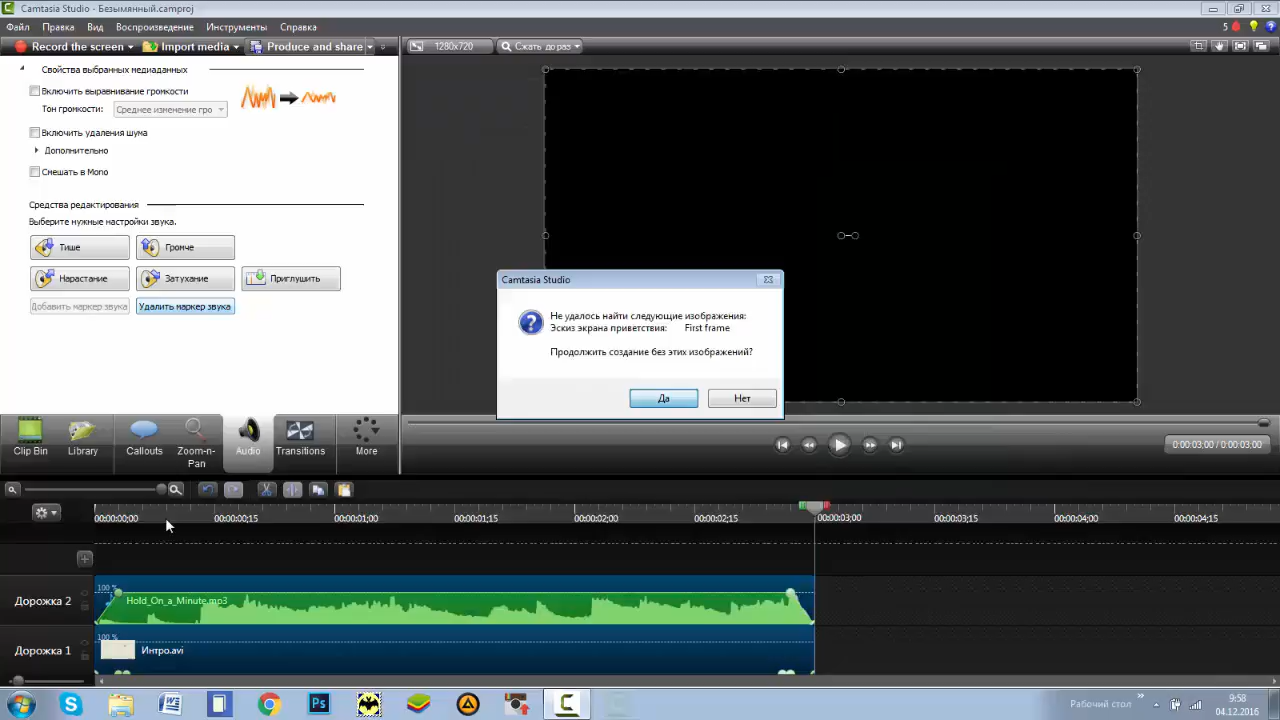 Camtasia Studio - Безымянный.camproj
Файл Правка Вид Воспроизведение Инструменты Справка
5
Record the screen Import media Produce and share
1280x720 Сжать до раз
Свойства выбранных медиаданных
Включить выравнивание громкости
Тон громкости: Среднее изменение гро
Включить удаления шума
Дополнительно
Смешать в Mono
Средства редактирования
Выберите нужные настройки звука.
Тише Громче
Нарастание Затухание Приглушить
Добавить маркер звука Удалить маркер звука
Camtasia Studio
Не удалось найти следующие изображения:
Эскиз экрана приветствия: First frame
Продолжить создание без этих изображений?
Да Нет
Clip Bin Library Callouts Zoom-n-Pan Audio Transitions More
0:00:03;00 / 0:00:03;00
00:00:00;00 00:00:00;15 00:00:01;00 00:00:01;15 00:00:02;00 00:00:02;15 00:00:03;00 00:00:03;15 00:00:04;00 00:00:04;15
100 %
Дорожка 2 Hold_On_a_Minute.mp3
100 %
Дорожка 1 Интро.avi
Ps
Рабочий стол
9:58
04.12.2016